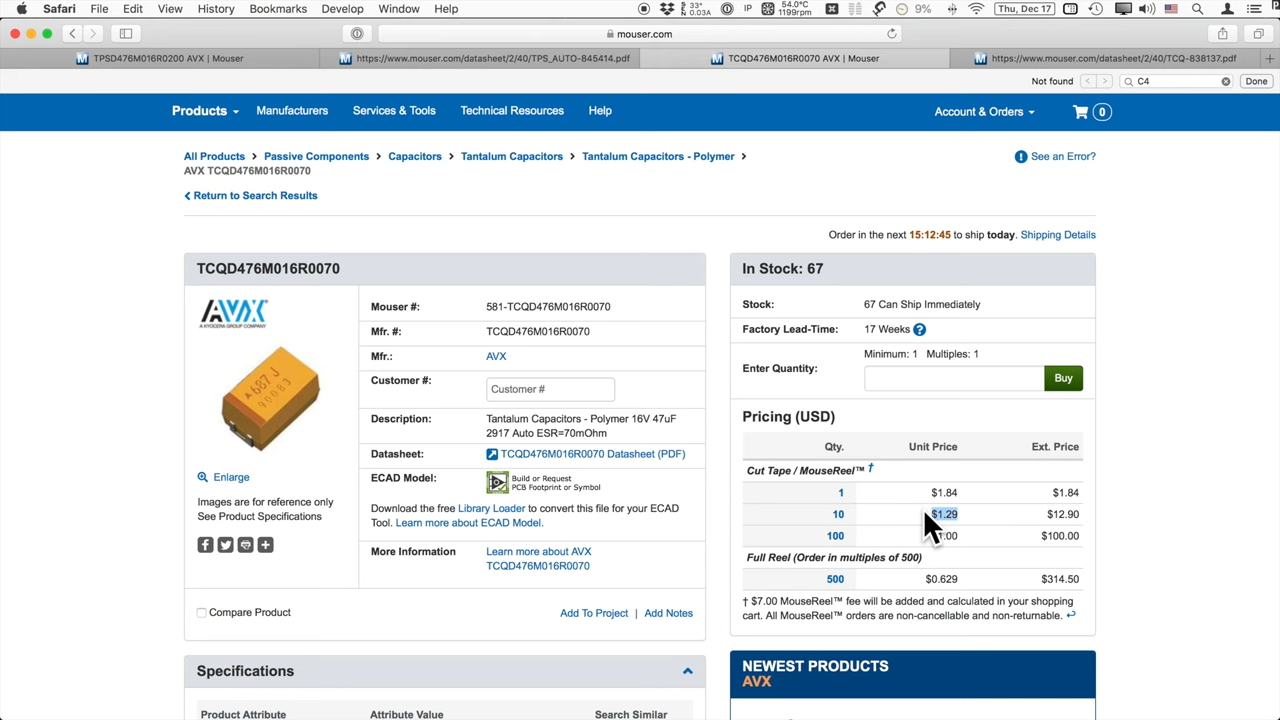 Safari File Edit View History Bookmarks Develop Window Help 33° 0.03A IP 54.0°C 1199rpm 9% Thu, Dec 17
mouser.com
TPSD476M016R0200 AVX | Mouser https://www.mouser.com/datasheet/2/40/TPS_AUTO-845414.pdf TCQD476M016R0070 AVX | Mouser https://www.mouser.com/datasheet/2/40/TCQ-838137.pdf
Not found C4 Done
Products Manufacturers Services & Tools Technical Resources Help Account & Orders 0
All Products > Passive Components > Capacitors > Tantalum Capacitors > Tantalum Capacitors - Polymer >
AVX TCQD476M016R0070
See an Error?
Return to Search Results
Order in the next 15:12:45 to ship today. Shipping Details
TCQD476M016R0070
AVX
A KYOCERA GROUP COMPANY
687J
Enlarge
Images are for reference only
See Product Specifications
Mouser #: 581-TCQD476M016R0070
Mfr. #: TCQD476M016R0070
Mfr.: AVX
Customer #: Customer #
Description: Tantalum Capacitors - Polymer 16V 47uF
2917 Auto ESR=70mOhm
Datasheet: TCQD476M016R0070 Datasheet (PDF)
ECAD Model: Build or Request
PCB Footprint or Symbol
Download the free Library Loader to convert this file for your ECAD
Tool. Learn more about ECAD Model.
More Information Learn more about AVX
TCQD476M016R0070
Compare Product Add To Project | Add Notes
Specifications
Product Attribute Attribute Value Search Similar
In Stock: 67
Stock: 67 Can Ship Immediately
Factory Lead-Time: 17 Weeks ?
Minimum: 1 Multiples: 1
Enter Quantity: Buy
Pricing (USD)
Qty. Unit Price Ext. Price
Cut Tape / MouseReel™ †
1 $1.84 $1.84
10 $1.29 $12.90
100 .00 $100.00
Full Reel (Order in multiples of 500)
500 $0.629 $314.50
† $7.00 MouseReel™ fee will be added and calculated in your shopping
cart. All MouseReel™ orders are non-cancellable and non-returnable.
NEWEST PRODUCTS
AVX